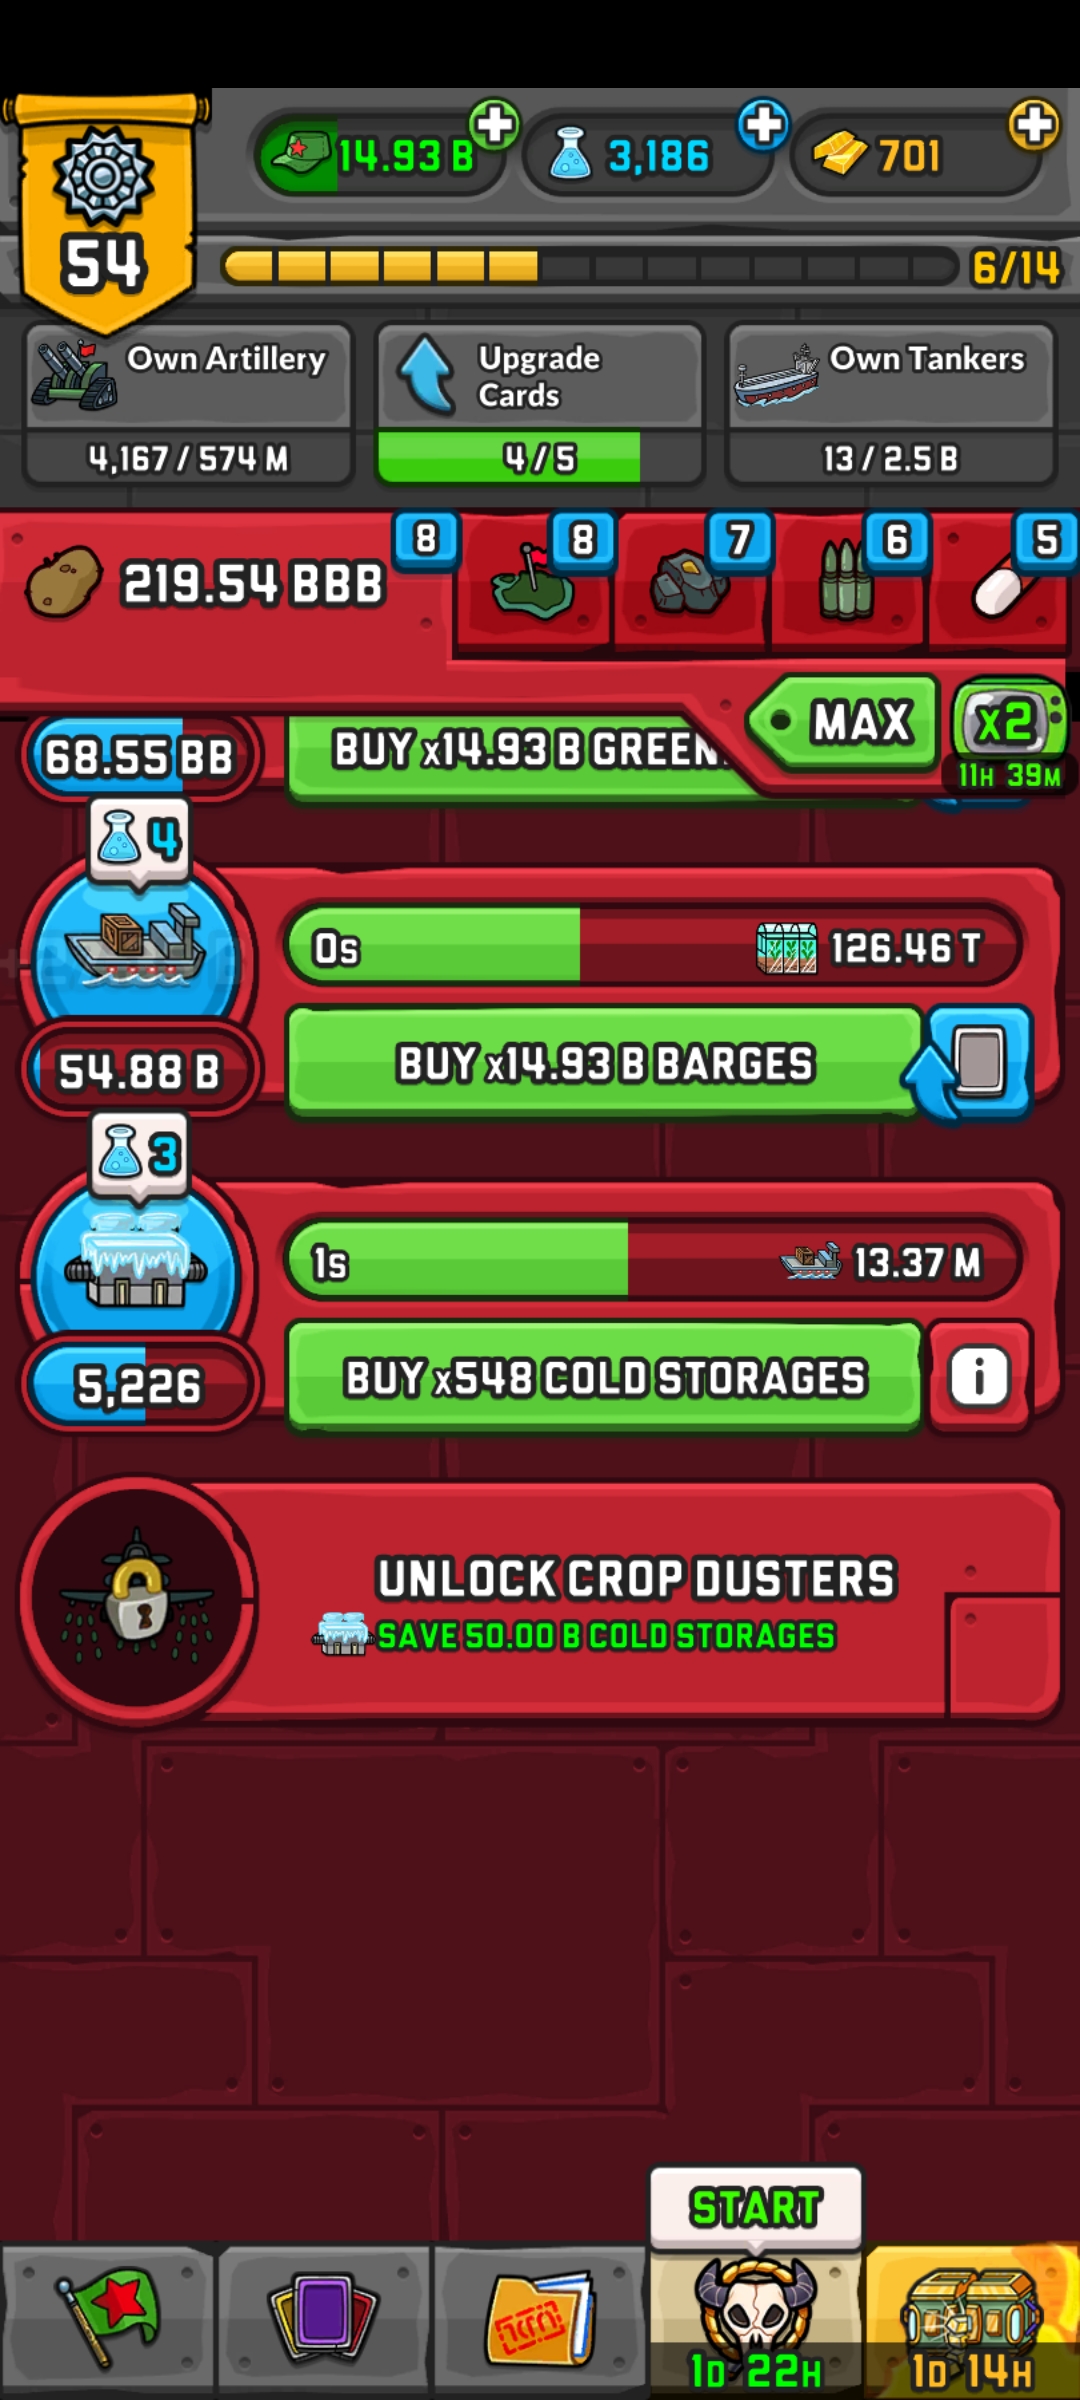 54
14.93 B
3,186
701
6/14
Own Artillery
4,167 / 574 M
Upgrade
Cards
4/5
Own Tankers
13 / 2.5 B
219.54 BBB
8
8
7
6
5
MAX
x2
11H 39M
68.55 BB
BUY x14.93 B GREEN
4
0s
126.46 T
54.88 B
BUY x14.93 B BARGES
3
1s
13.37 M
5,226
BUY x548 COLD STORAGES
i
UNLOCK CROP DUSTERS
SAVE 50.00 B COLD STORAGES
START
1D 22H
1D 14H